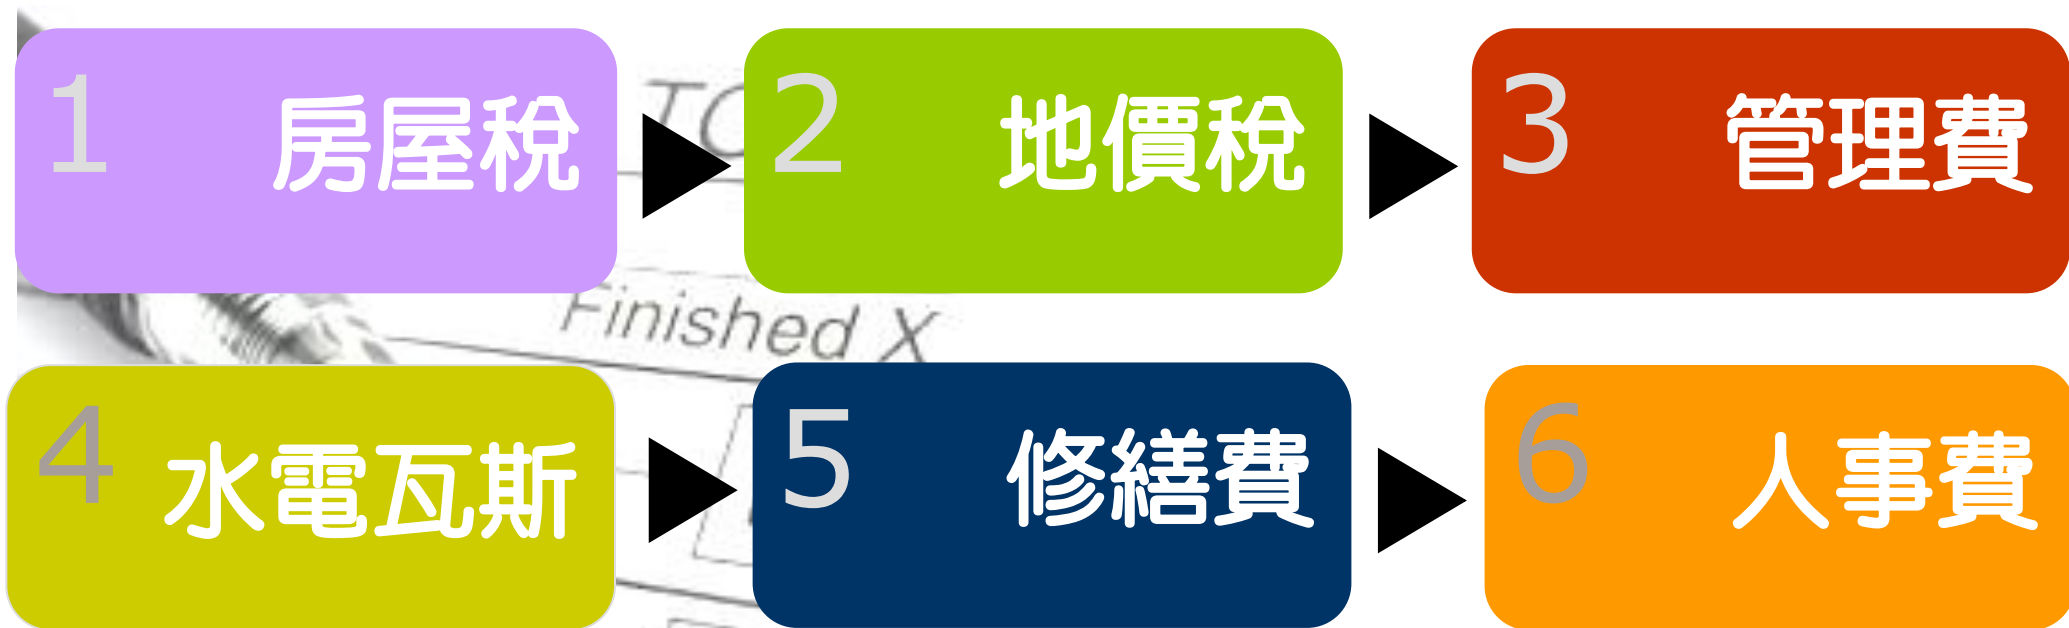 1 房屋稅
2 地價稅
3 管理費
Finished X
4 水電瓦斯
5 修繕費
6 人事費